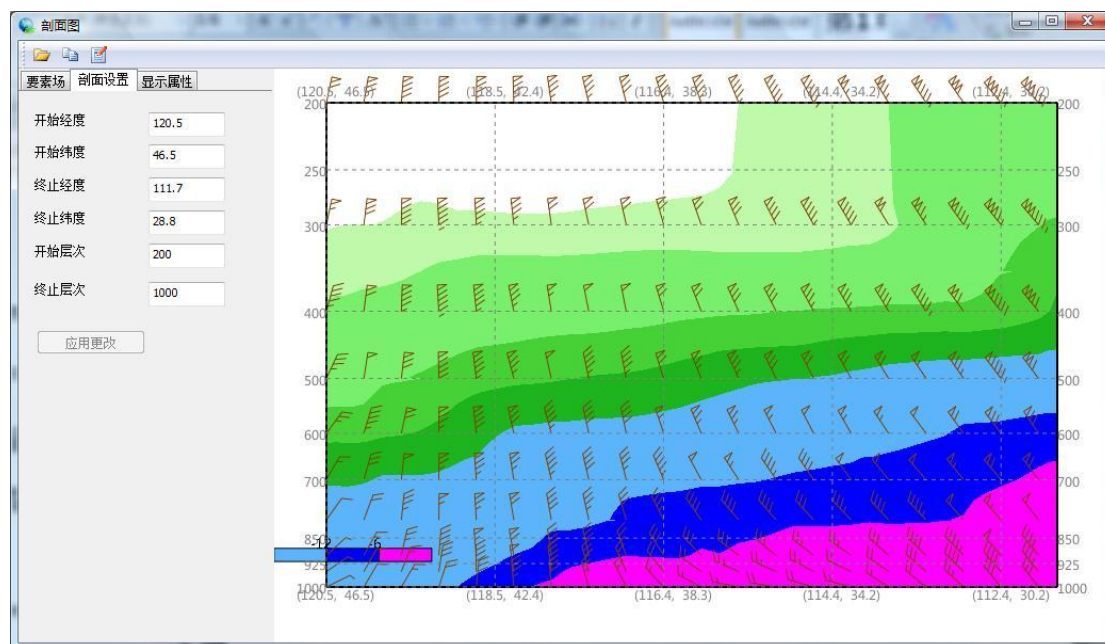 剖面图
要素场 剖面设置 显示属性
开始经度 120.5
开始纬度 46.5
终止经度 111.7
终止纬度 28.8
开始层次 200
终止层次 1000
应用更改
(120.5, 46.5) (118.5, 42.4) (116.4, 38.3) (114.4, 34.2) (112.4, 30.2)
200 200
250 250
300 300
400 400
500 500
600 600
700 700
850 850
-12 -6
925 925
1000 1000
(120.5, 46.5) (118.5, 42.4) (116.4, 38.3) (114.4, 34.2) (112.4, 30.2)